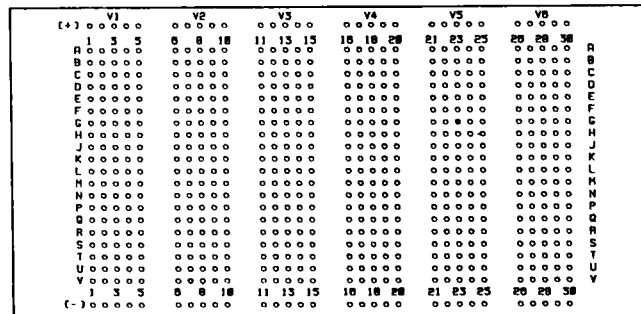 V1 V2 V3 V4 V5 V6
(+)
1 3 5 6 8 10 11 13 15 16 18 20 21 23 25 26 28 30
A A
B B
C C
D D
E E
F F
G G
H H
J J
K K
L L
M M
N N
P P
Q Q
R R
S S
T T
U U
V V
1 3 5 6 8 10 11 13 15 16 18 20 21 23 25 26 28 30
(-)